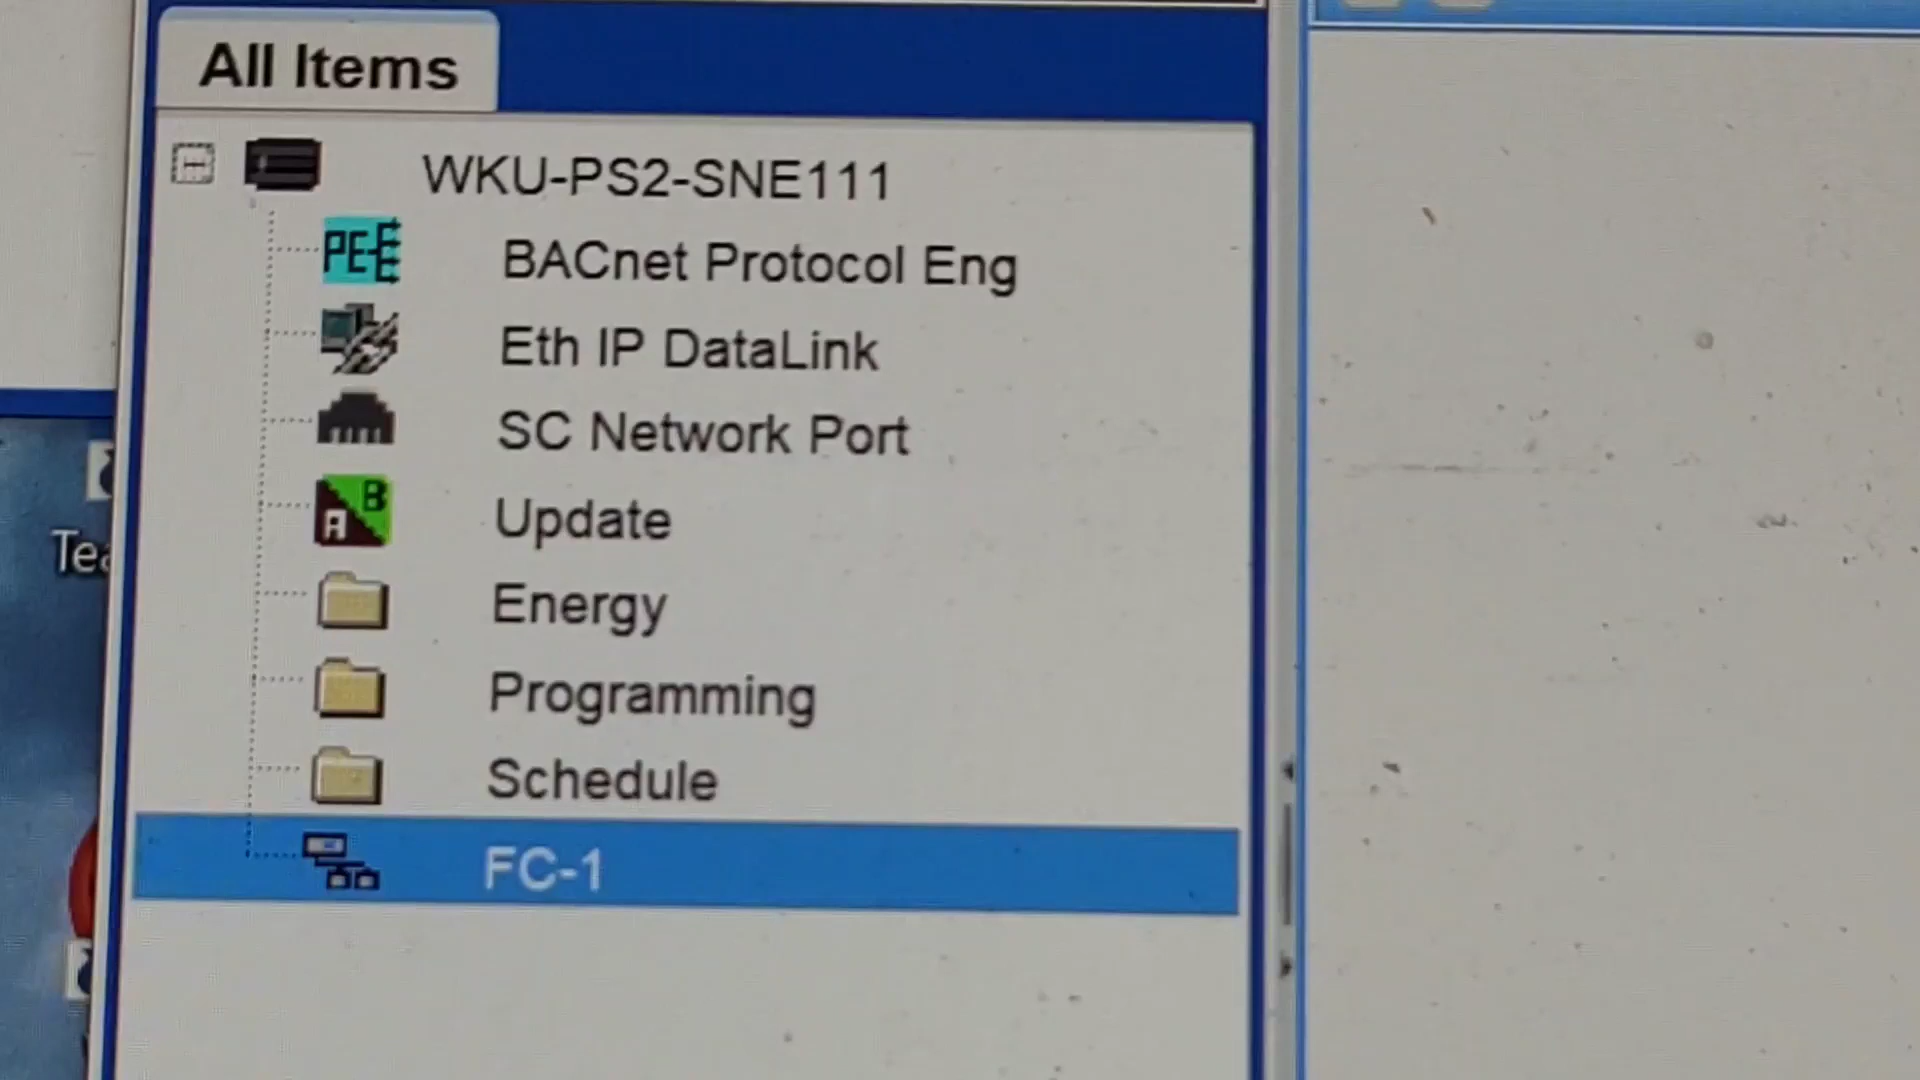 All Items
WKU-PS2-SNE111
BACnet Protocol Eng
Eth IP DataLink
SC Network Port
Update
Energy
Programming
Schedule
FC-1